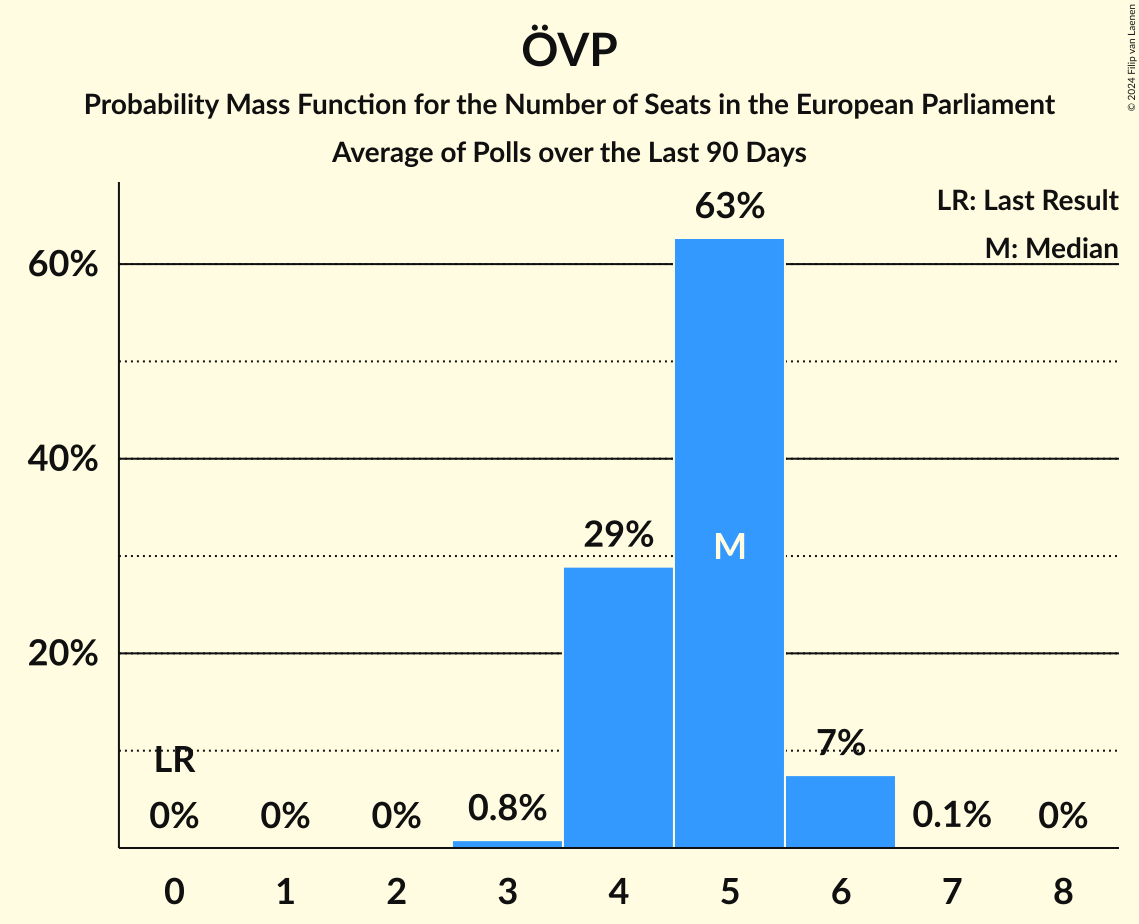 ÖVP
Probability Mass Function for the Number of Seats in the European Parliament
Average of Polls over the Last 90 Days
© 2024 Filip van Laenen
LR: Last Result
M: Median
63%
60%
40%
29%
M
20%
LR
7%
0% 0% 0% 0.8% 0.1% 0%
0 1 2 3 4 5 6 7 8